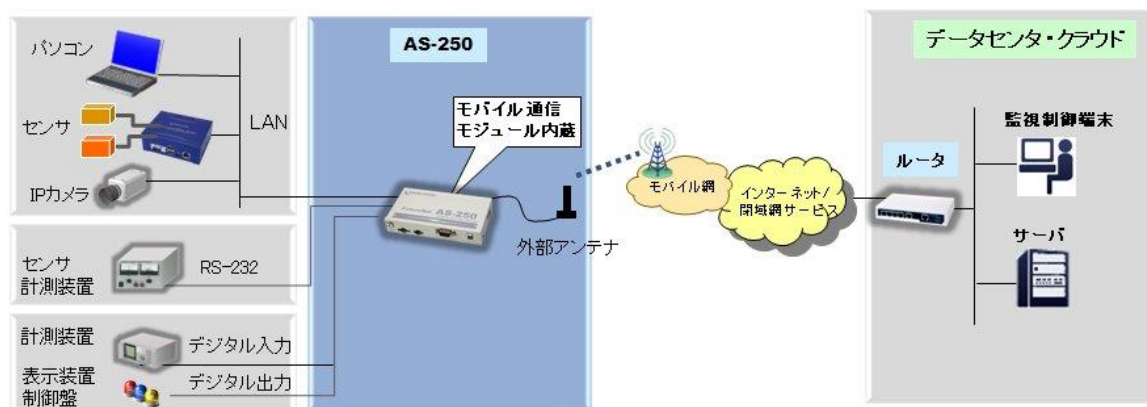 パソコン
センサ
IPカメラ
LAN
センサ
計測装置
RS-232
計測装置
デジタル入力
表示装置
制御盤
デジタル出力
AS-250
モバイル通信
モジュール内蔵
AS-250
外部アンテナ
モバイル網
インターネット/
閉域網サービス
データセンタ・クラウド
ルータ
監視制御端末
サーバ